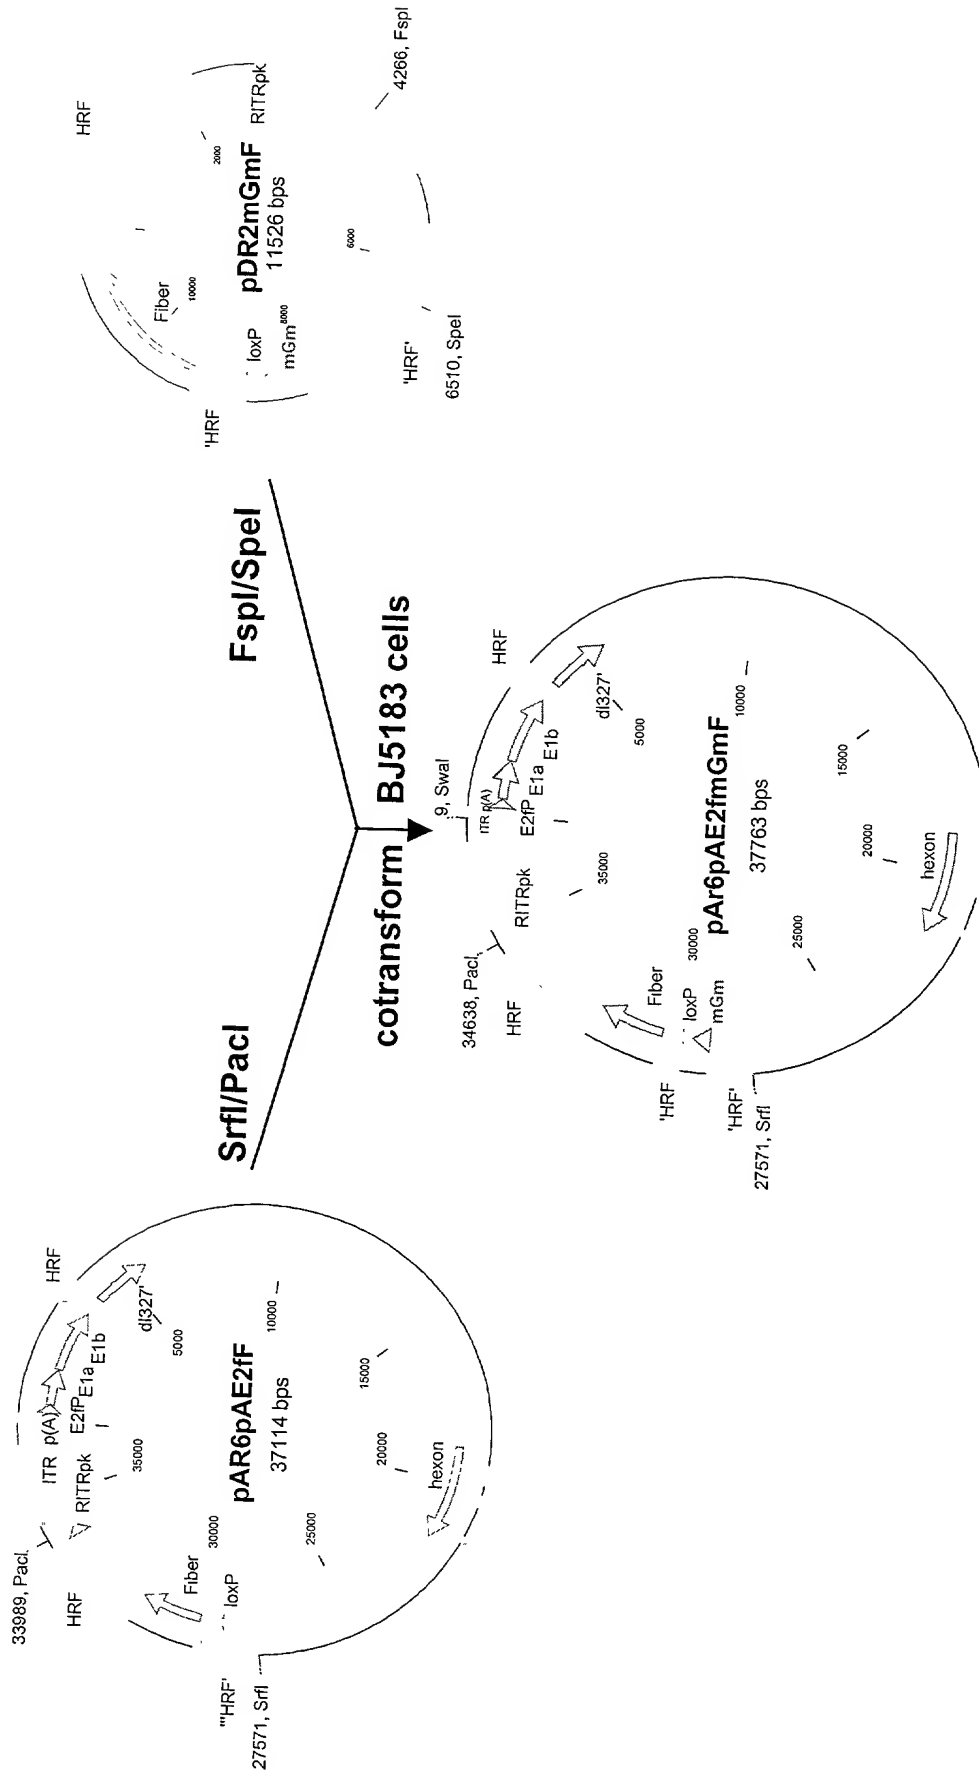 HRF
RITRpk
4266, FspI
2000
pDR2mGmF
11526 bps
6000
Fiber
10000
loxP
mGm
8000
'HRF'
6510, SpeI
'HRF
SrfI/PacI
FspI/SpeI
cotransform BJ5183 cells
33989, PacI
ITR
p(A)
HRF
RITRpk
E2fP
E1a
E1b
dl327'
35000
5000
HRF
Fiber
30000
pAR6pAE2fF
37114 bps
10000
loxP
25000
20000
15000
hexon
'''HRF'
27571, SrfI
9, SwaI
34638, PacI
ITR
p(A)
HRF
RITRpk
E2fP
E1a
E1b
dl327'
35000
5000
HRF
Fiber
30000
pAr6pAE2fmGmF
37763 bps
10000
loxP
mGm
25000
20000
15000
hexon
'HRF
'HRF'
27571, SrfI